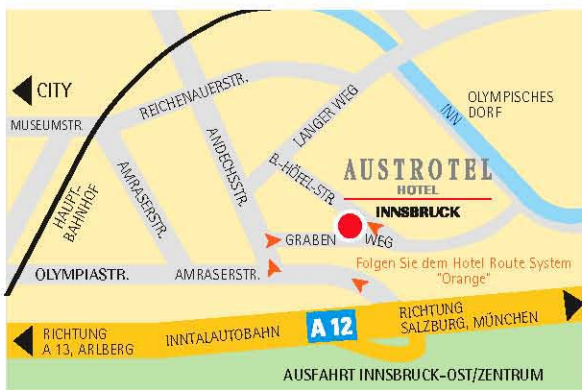 CITY
MUSEUMSTR.
REICHENAUERSTR.
LANGER WEG
INN
OLYMPISCHES
DORF
HAUPT-
BAHNHOF
AMRASERSTR.
ANDECHSSTR.
B.-HÖFEL-STR.
AUSTROTEL
HOTEL
INNSBRUCK
GRABEN WEG
OLYMPIASTR.
AMRASERSTR.
Folgen Sie dem Hotel Route System
"Orange"
RICHTUNG
A 13, ARLBERG
INNTALAUTOBAHN
A 12
RICHTUNG
SALZBURG, MÜNCHEN
AUSFAHRT INNSBRUCK-OST/ZENTRUM